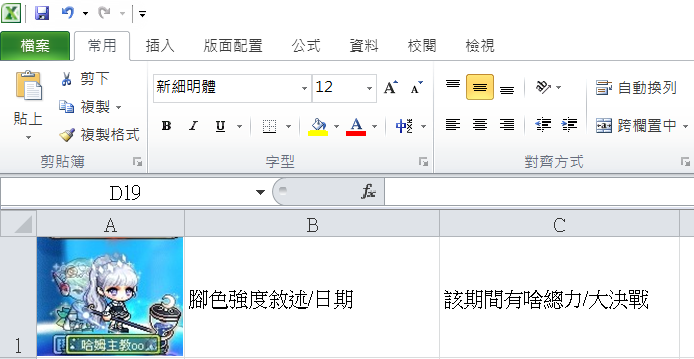 檔案 常用 插入 版面配置 公式 資料 校閱 檢視
貼上
剪下
複製
複製格式
新細明體 12 A A
B I U A 中
自動換列
跨欄置中
剪貼簿 字型 對齊方式
D19 fx
A B C
1
腳色強度敘述/日期
該期間有啥總力/大決戰
哈姆主教oo